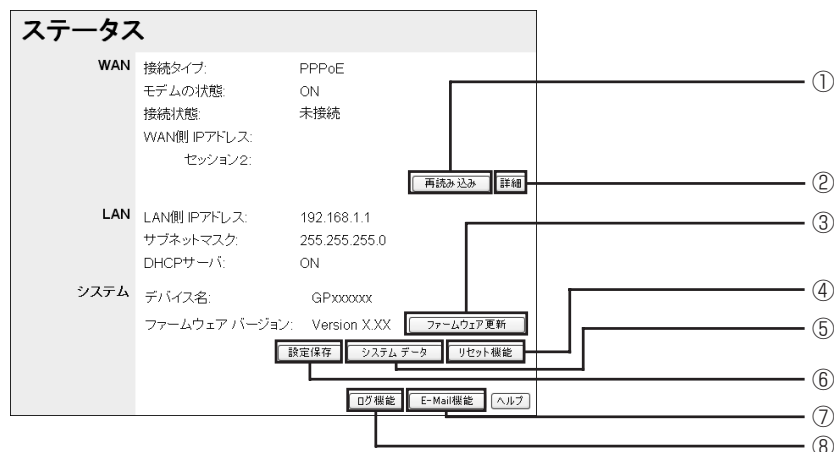 ステータス
WAN 接続タイプ: PPPoE
モデムの状態: ON
接続状態: 未接続
WAN側 IPアドレス:
セッション2:
再読み込み 詳細
LAN LAN側 IPアドレス: 192.168.1.1
サブネットマスク: 255.255.255.0
DHCPサーバ: ON
システム デバイス名: GPxxxxxx
ファームウェア バージョン: Version X.XX ファームウェア更新
設定保存 システム データ リセット機能
ログ機能 E-Mail機能 ヘルプ
①
②
③
④
⑤
⑥
⑦
⑧